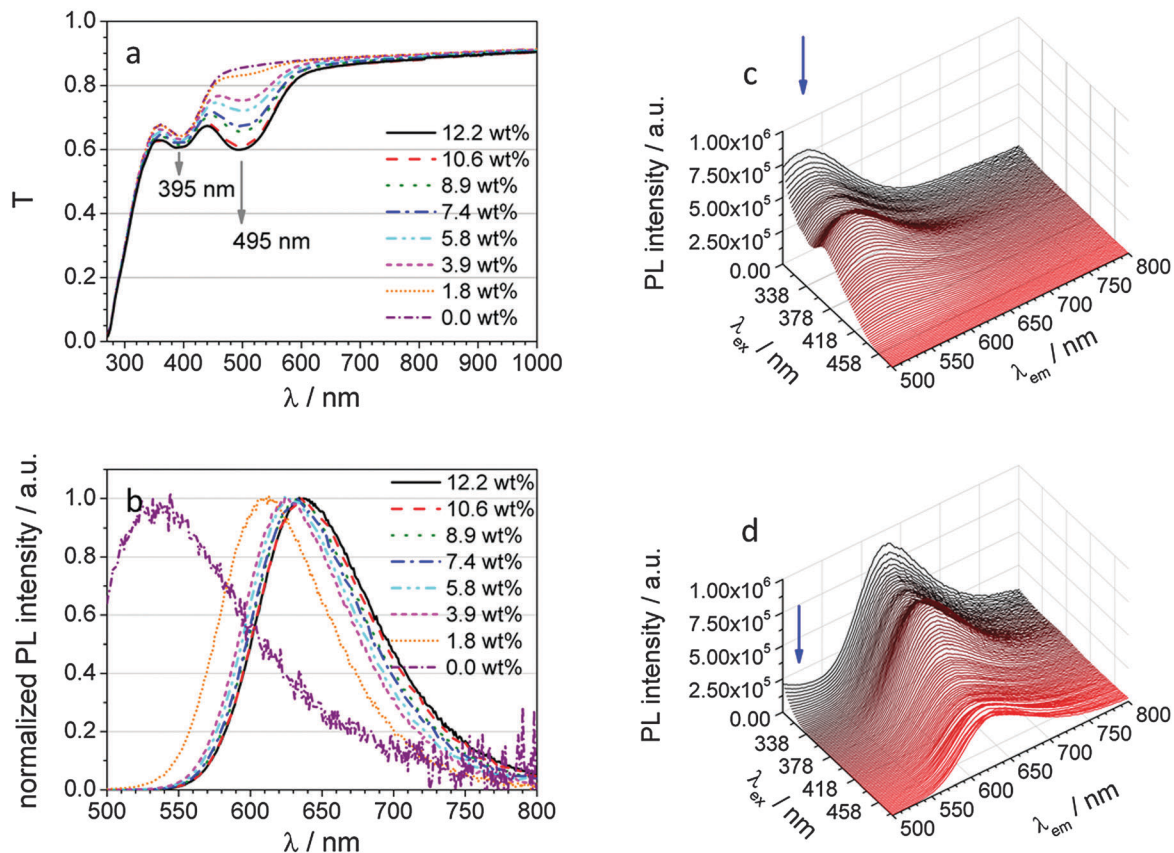 a
T
1.0
0.8
0.6
0.4
0.2
0.0
300 400 500 600 700 800 900 1000
λ / nm
395 nm
495 nm
12.2 wt%
10.6 wt%
8.9 wt%
7.4 wt%
5.8 wt%
3.9 wt%
1.8 wt%
0.0 wt%
c
PL intensity / a.u.
1.00x10⁶
7.50x10⁵
5.00x10⁵
2.50x10⁵
0.00
338
378
418
458
λex / nm
500
550
600
650
700
750
800
λem / nm
b
normalized PL intensity / a.u.
1.0
0.8
0.6
0.4
0.2
0.0
500 550 600 650 700 750 800
λ / nm
12.2 wt%
10.6 wt%
8.9 wt%
7.4 wt%
5.8 wt%
3.9 wt%
1.8 wt%
0.0 wt%
d
PL intensity / a.u.
1.00x10⁶
7.50x10⁵
5.00x10⁵
2.50x10⁵
0.00
338
378
418
458
λex / nm
500
550
600
650
700
750
800
λem / nm